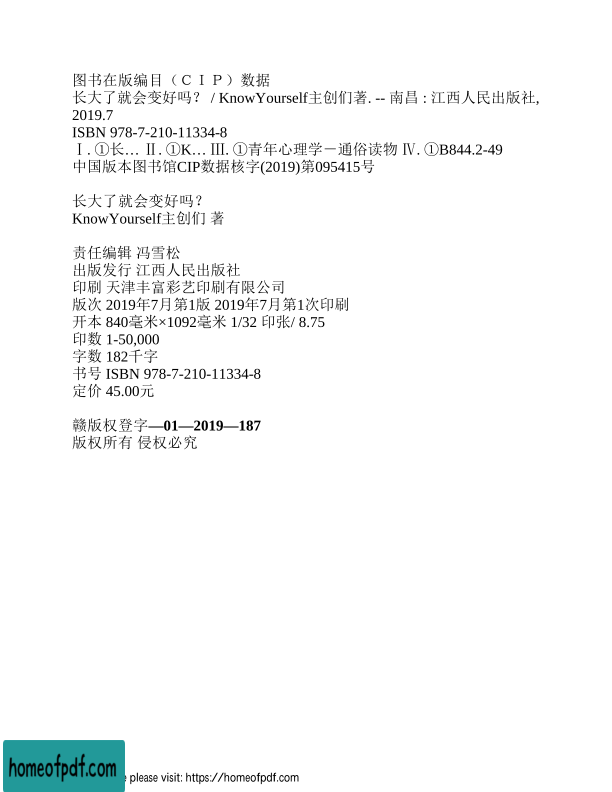 图书在版编目（ＣＩＰ）数据
长大了就会变好吗？ / KnowYourself主创们著. -- 南昌 : 江西人民出版社,
2019.7
ISBN 978-7-210-11334-8
Ⅰ. ①长… Ⅱ. ①K… Ⅲ. ①青年心理学－通俗读物 Ⅳ. ①B844.2-49
中国版本图书馆CIP数据核字(2019)第095415号
长大了就会变好吗？
KnowYourself主创们 著
责任编辑 冯雪松
出版发行 江西人民出版社
印刷 天津丰富彩艺印刷有限公司
版次 2019年7月第1版 2019年7月第1次印刷
开本 840毫米×1092毫米 1/32 印张/ 8.75
印数 1-50,000
字数 182千字
书号 ISBN 978-7-210-11334-8
定价 45.00元
赣版权登字—01—2019—187
版权所有 侵权必究
homeofpdf.com
please visit: https://homeofpdf.com